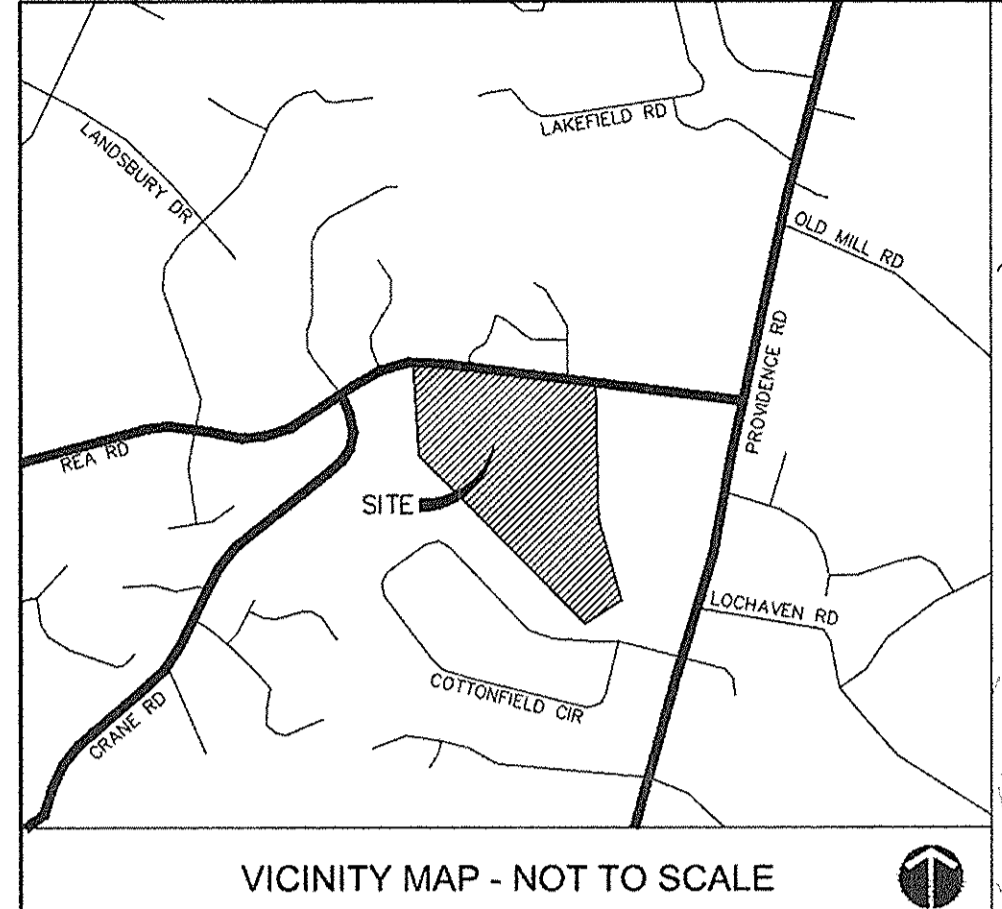 LAKEFIELD RD
LANDSBURY DR
OLD MILL RD
PROVIDENCE RD
REA RD
SITE
LOCHAVEN RD
COTTONFIELD CIR
CRANE RD
VICINITY MAP - NOT TO SCALE